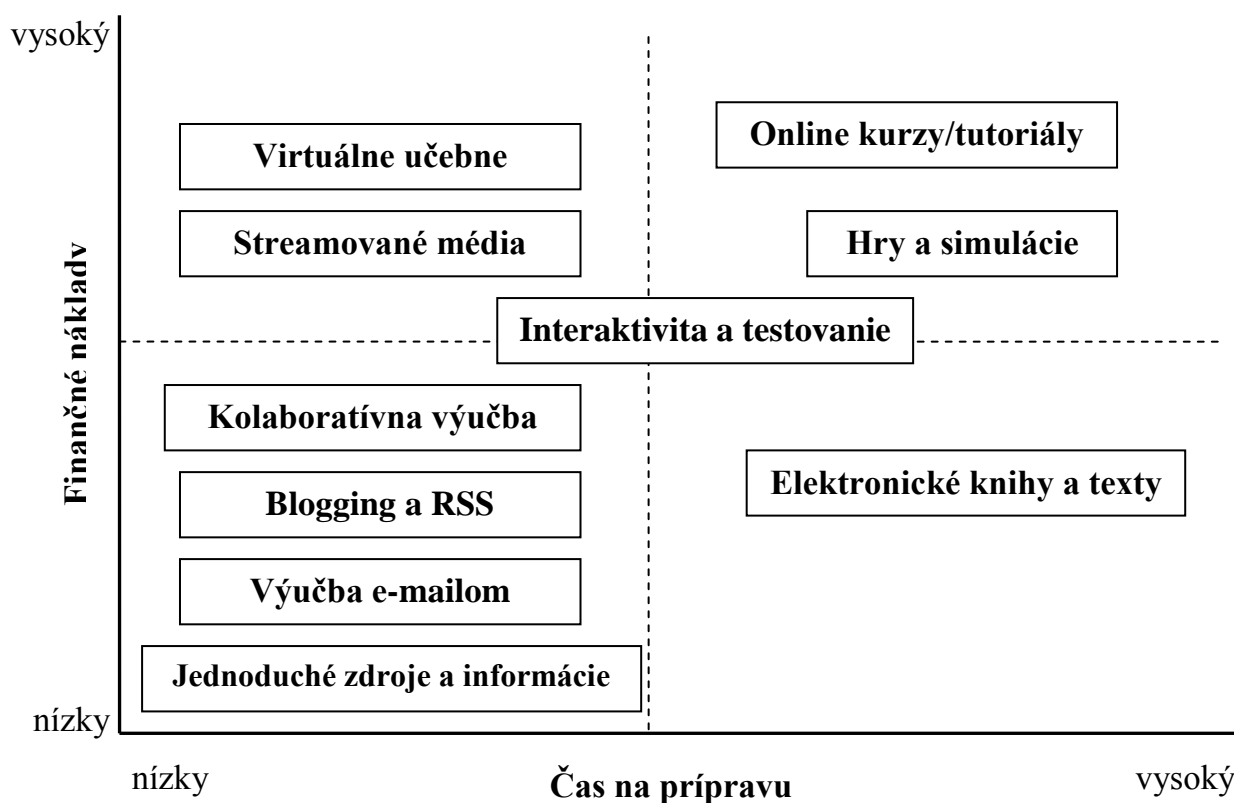 vysoký
Online kurzy/tutoriály
Virtuálne učebne
Streamované média
Hry a simulácie
Interaktivita a testovanie
Finančné náklady
Kolaboratívna výučba
Elektronické knihy a texty
Blogging a RSS
Výučba e-mailom
Jednoduché zdroje a informácie
nízky
nízky
Čas na prípravu
vysoký